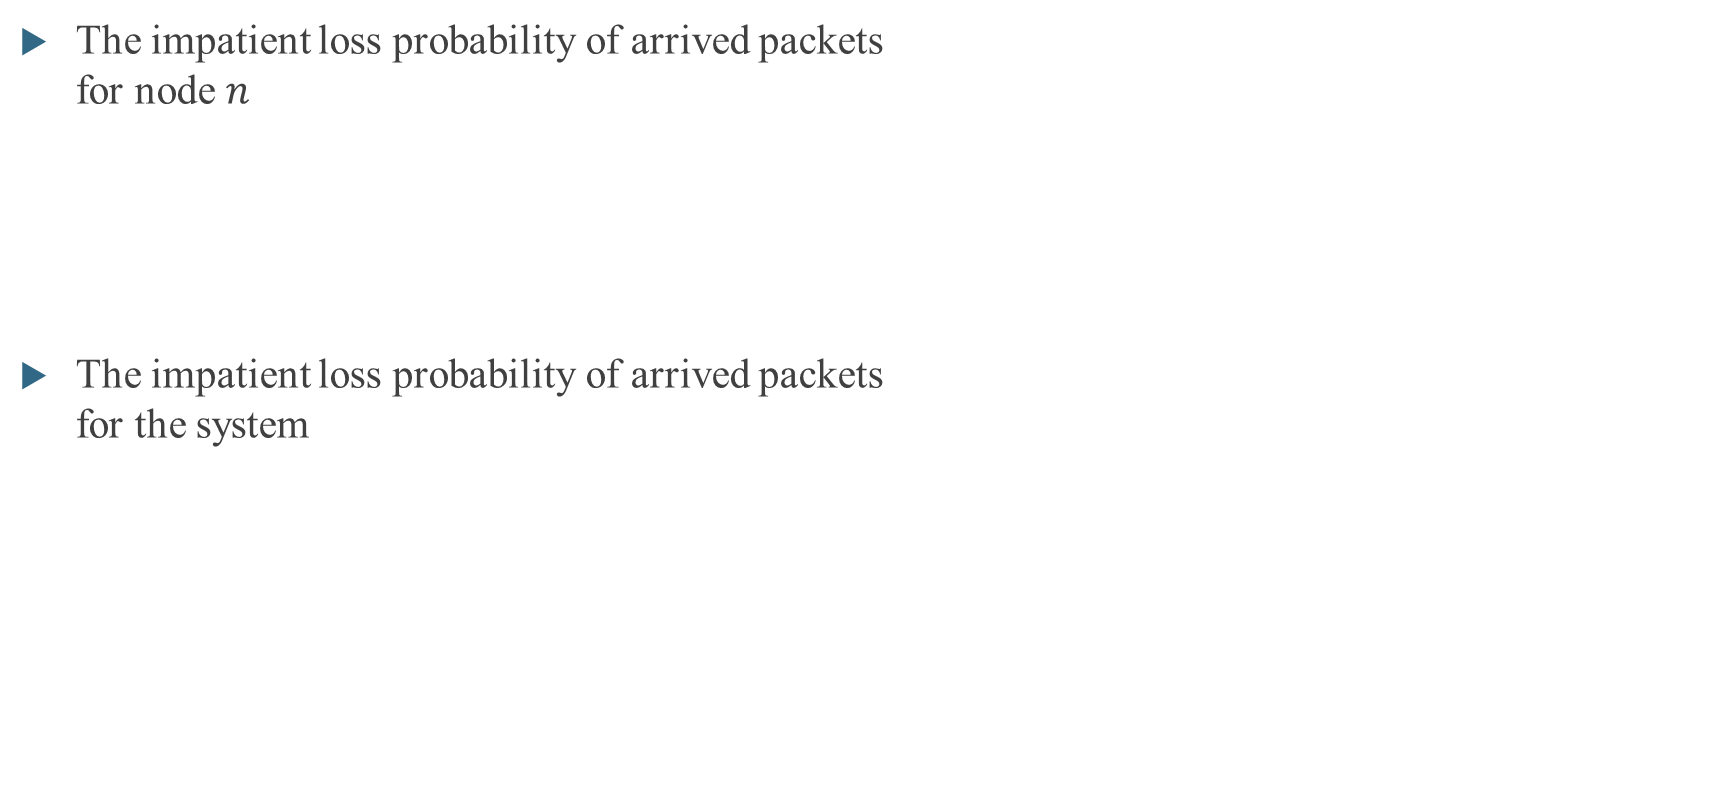 The impatient loss probability of arrived packets
for node n
The impatient loss probability of arrived packets
for the system